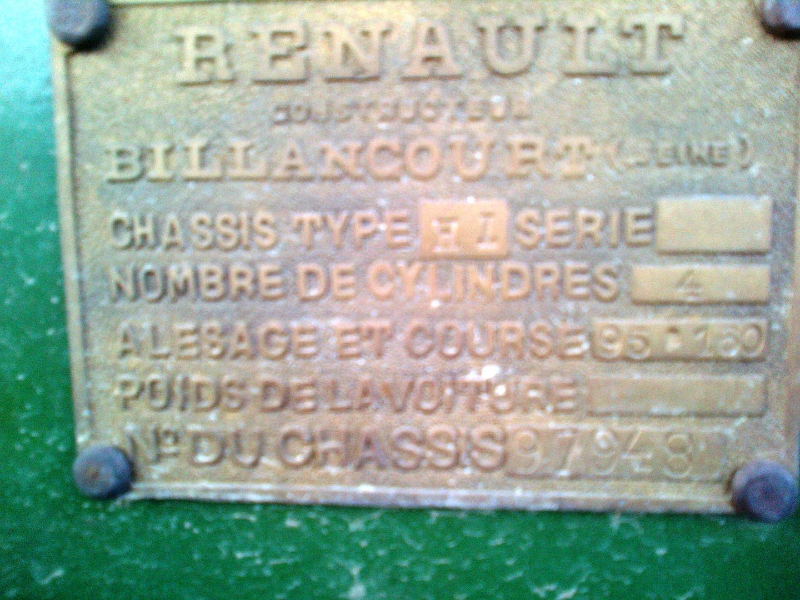 RENAULT
CONSTRUCTEUR
BILLANCOURT (SEINE)
CHASSIS TYPE HI SERIE
NOMBRE DE CYLINDRES 4
ALESAGE ET COURSE 95 160
POIDS DE LA VOITURE
No DU CHASSIS 97948